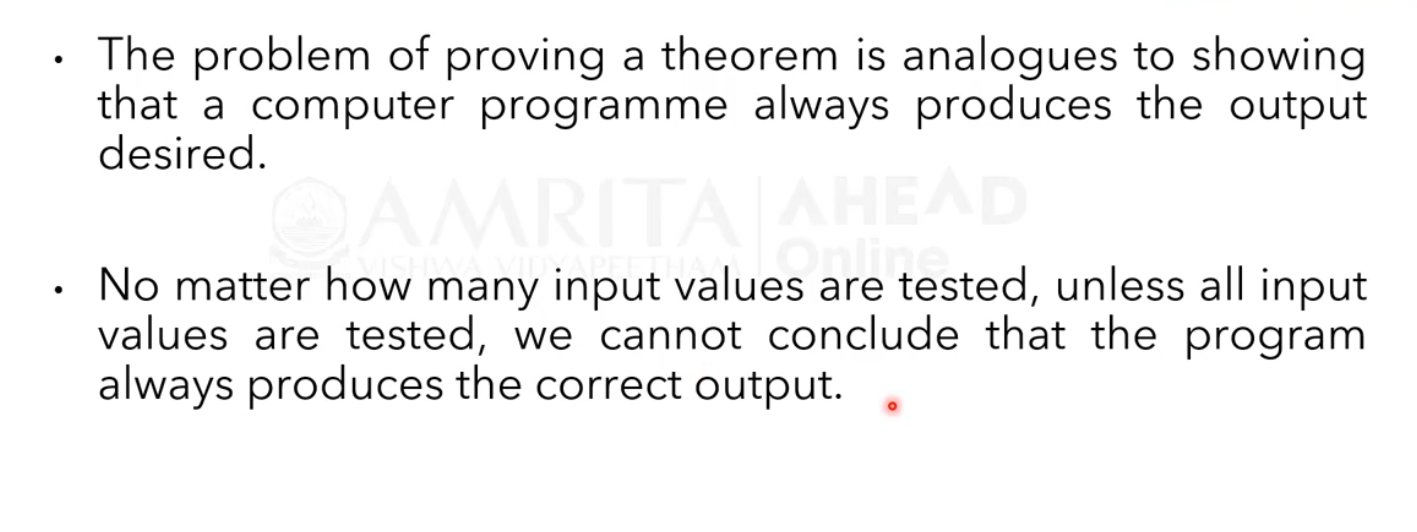 • The problem of proving a theorem is analogues to showing
that a computer programme always produces the output
desired.
AMRITA AHEAD
VISHWA VIDYAPEETHAM Online
• No matter how many input values are tested, unless all input
values are tested, we cannot conclude that the program
always produces the correct output.